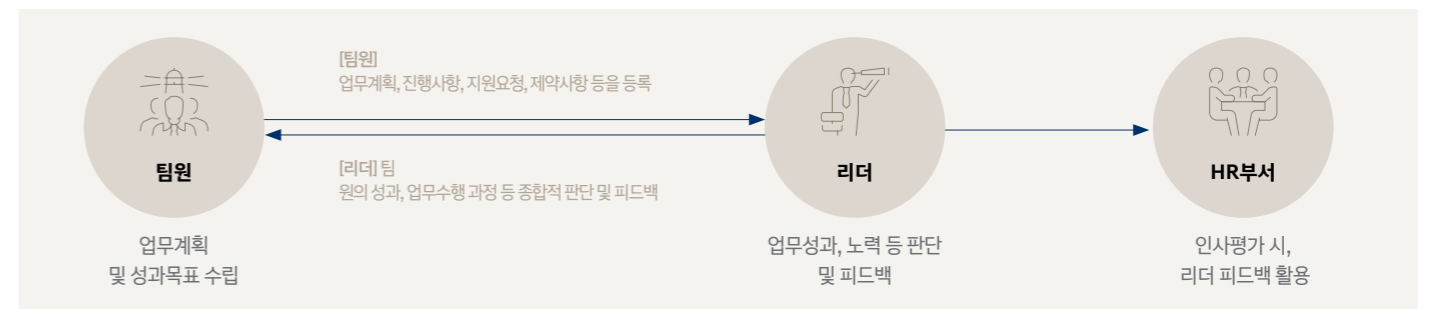 [팀원]
업무계획, 진행사항, 지원요청, 제약사항 등을 등록
[리더] 팀
원의 성과, 업무수행 과정 등 종합적 판단 및 피드백
팀원
업무계획
및 성과목표 수립
리더
업무성과, 노력 등 판단
및 피드백
HR부서
인사평가 시,
리더 피드백 활용